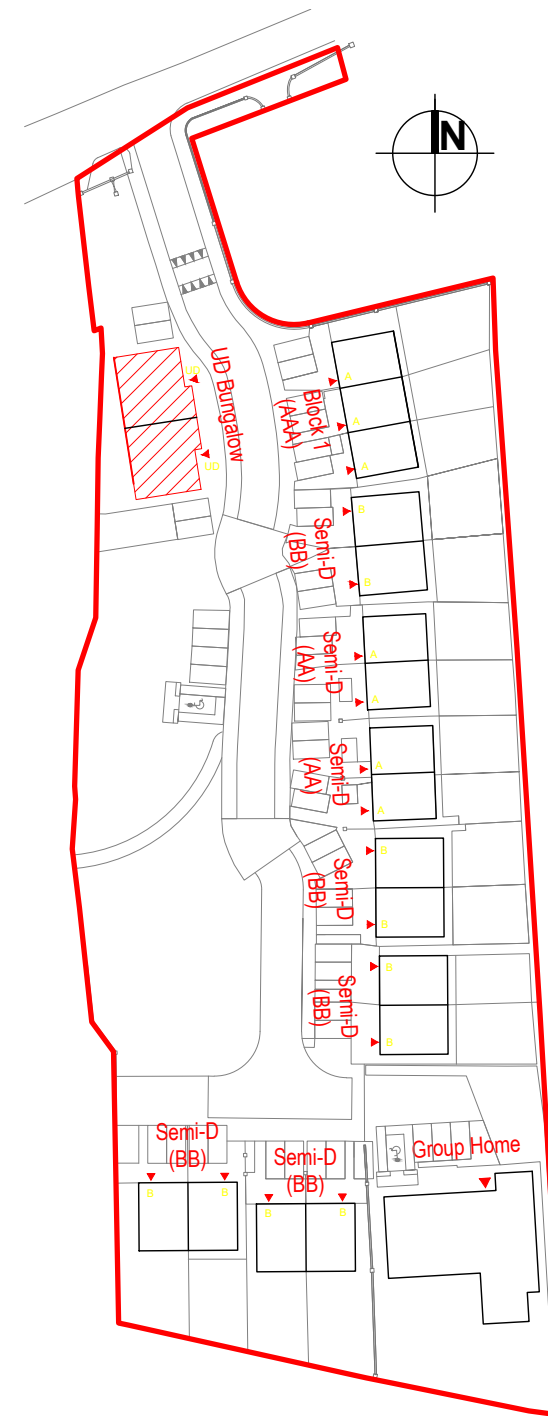 N
UD
UD Bungalow
UD
Block 1
(AAA)
A
A
A
Semi-D
(BB)
B
B
Semi-D
(AA)
A
A
Semi-D
(AA)
A
A
Semi-D
(BB)
B
B
Semi-D
(BB)
B
B
Semi-D
(BB)
B
B
Semi-D
(BB)
B
B
Group Home